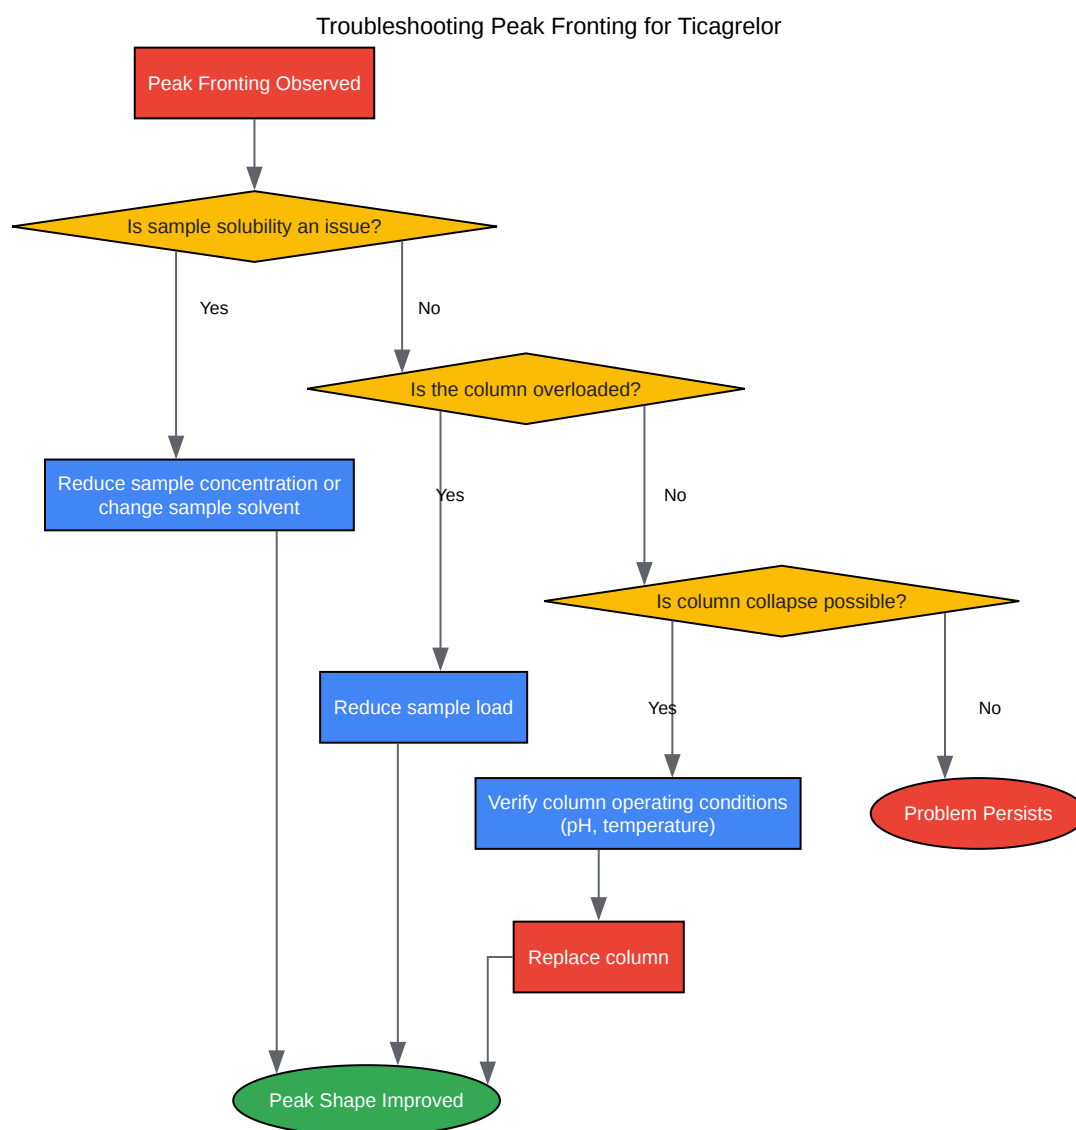 Troubleshooting Peak Fronting for Ticagrelor
Peak Fronting Observed
Is sample solubility an issue?
Yes
No
Is the column overloaded?
Reduce sample concentration or
change sample solvent
Yes
No
Is column collapse possible?
Reduce sample load
Yes
No
Verify column operating conditions
(pH, temperature)
Problem Persists
Replace column
Peak Shape Improved